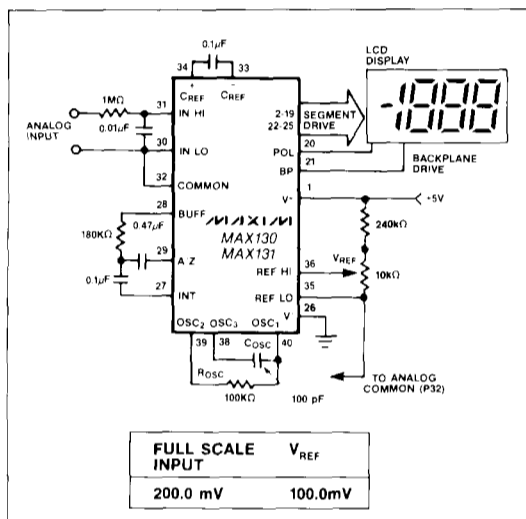 LCD
DISPLAY
0.1µF
34
33
+ CREF
- CREF
1MΩ
31
IN HI
ANALOG
INPUT
0.01µF
30
IN LO
32
COMMON
28
BUFF
180KΩ
0.47µF
29
A Z
0.1µF
27
INT
MAXIM
MAX130
MAX131
2-19
22-25
SEGMENT
DRIVE
-1888
20
POL
21
BP
BACKPLANE
DRIVE
1
V+
+5V
240kΩ
36
REF HI
VREF
10kΩ
35
REF LO
26
V
OSC2
OSC3
OSC1
39
38
COSC
40
ROSC
100KΩ
100 pF
TO ANALOG
COMMON (P32)
FULL SCALE
INPUT
VREF
200.0 mV
100.0mV